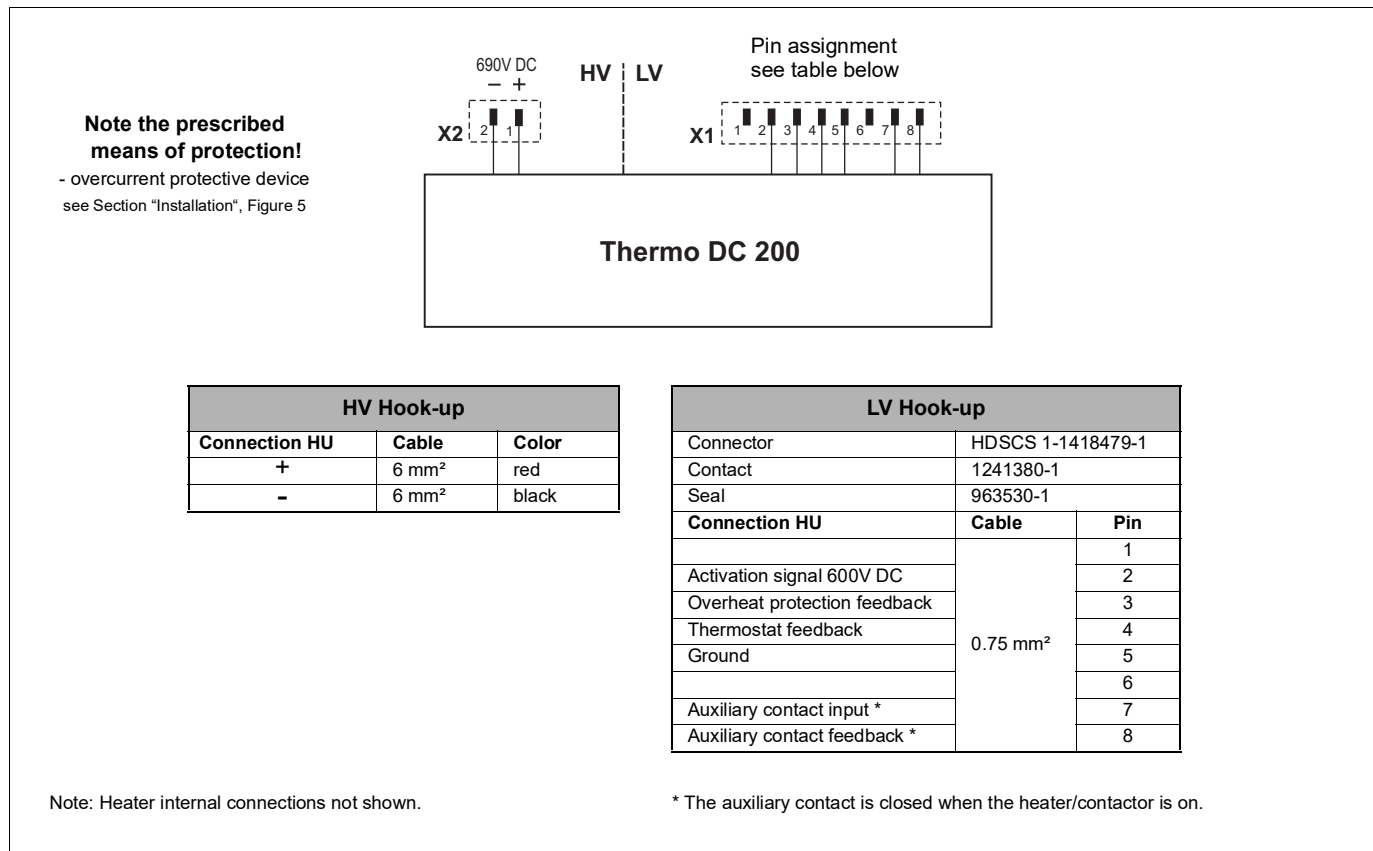 Note the prescribed
means of protection!
- overcurrent protective device
see Section “Installation“, Figure 5
690V DC
− +
X2
2 1
HV
LV
Pin assignment
see table below
X1
1 2 3 4 5 6 7 8
Thermo DC 200
HV Hook-up
Connection HU Cable Color
+ 6 mm² red
- 6 mm² black
LV Hook-up
Connector HDSCS 1-1418479-1
Contact 1241380-1
Seal 963530-1
Connection HU Cable Pin
1
Activation signal 600V DC 2
Overheat protection feedback 3
Thermostat feedback 4
0.75 mm²
Ground 5
6
Auxiliary contact input * 7
Auxiliary contact feedback * 8
Note: Heater internal connections not shown.
* The auxiliary contact is closed when the heater/contactor is on.